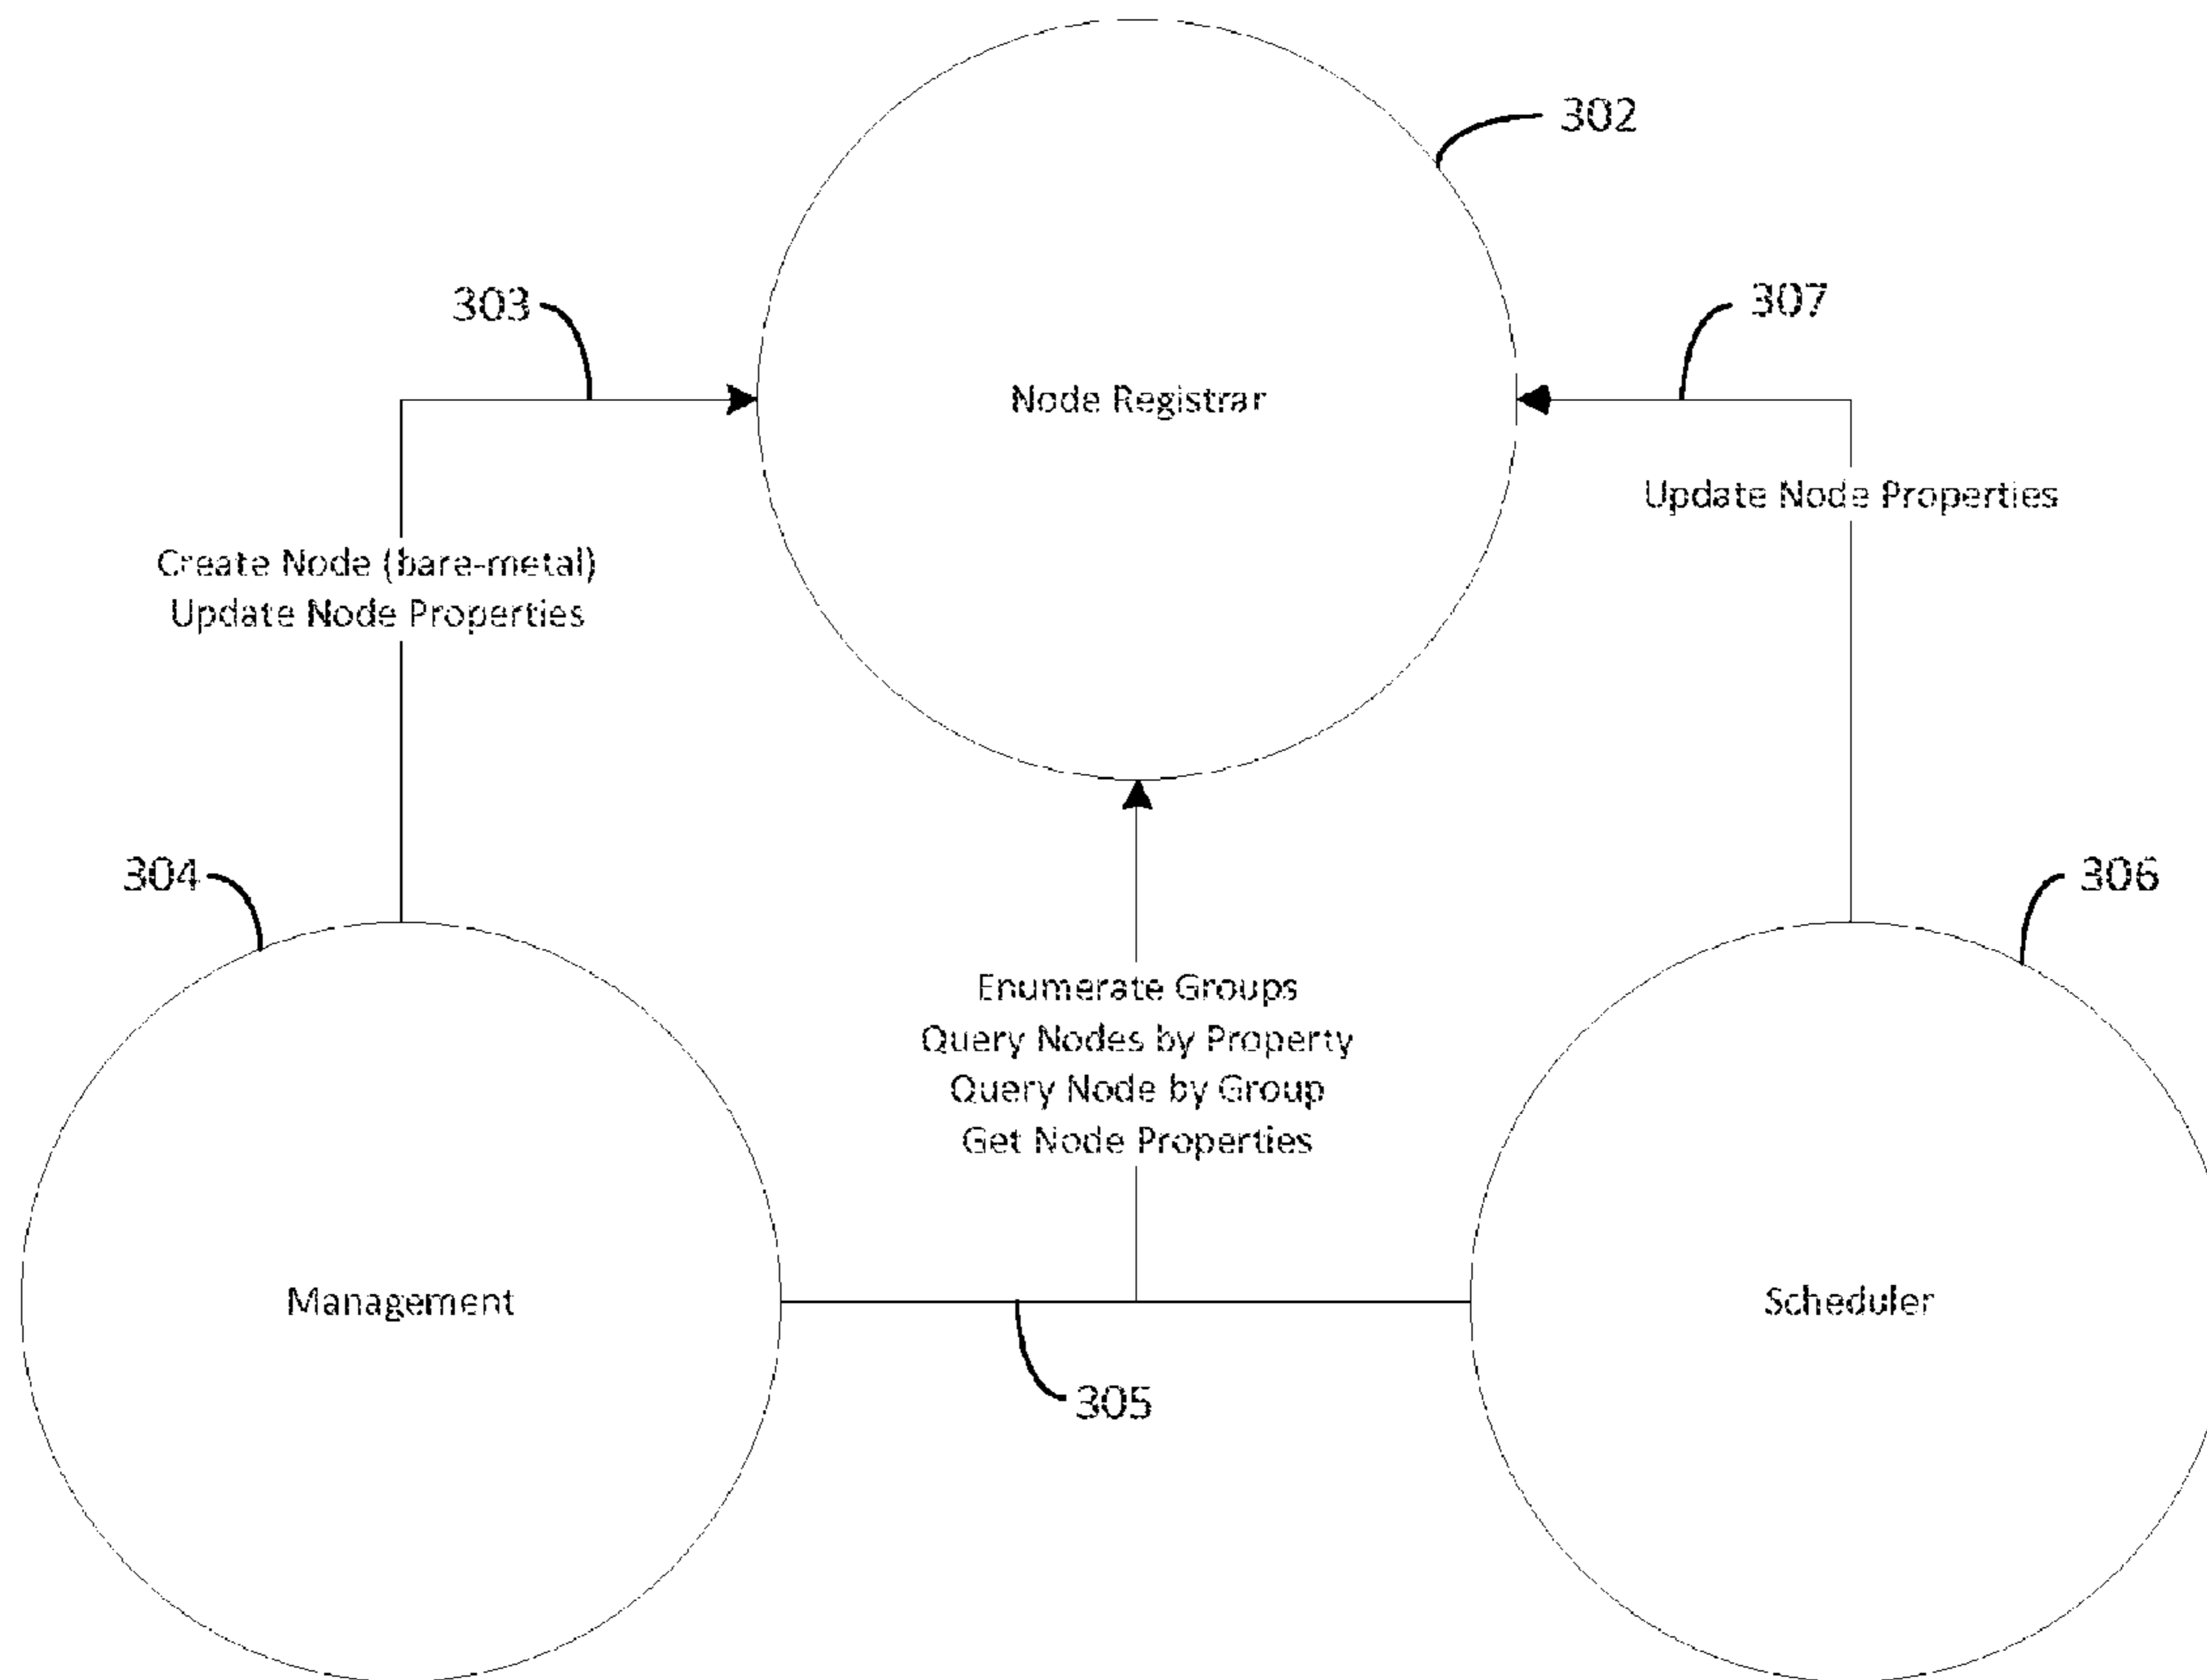 302
303
307
Node Registrar
Update Node Properties
Create Node (bare-metal)
Update Node Properties
304
306
Enumerate Groups
Query Nodes by Property
Query Node by Group
Get Node Properties
Management
Scheduler
305